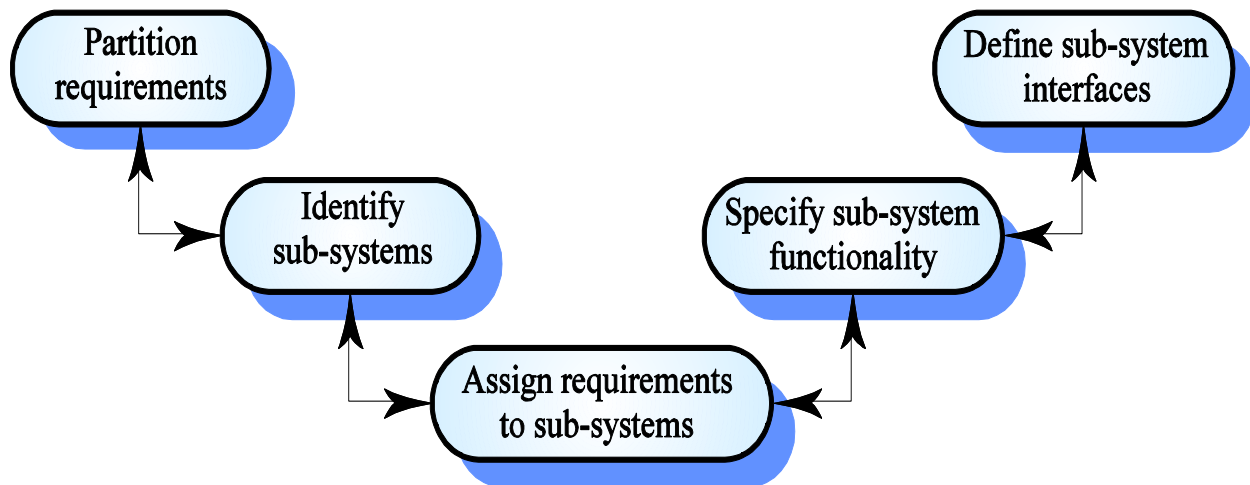 Partition
requirements
Identify
sub-systems
Assign requirements
to sub-systems
Specify sub-system
functionality
Define sub-system
interfaces